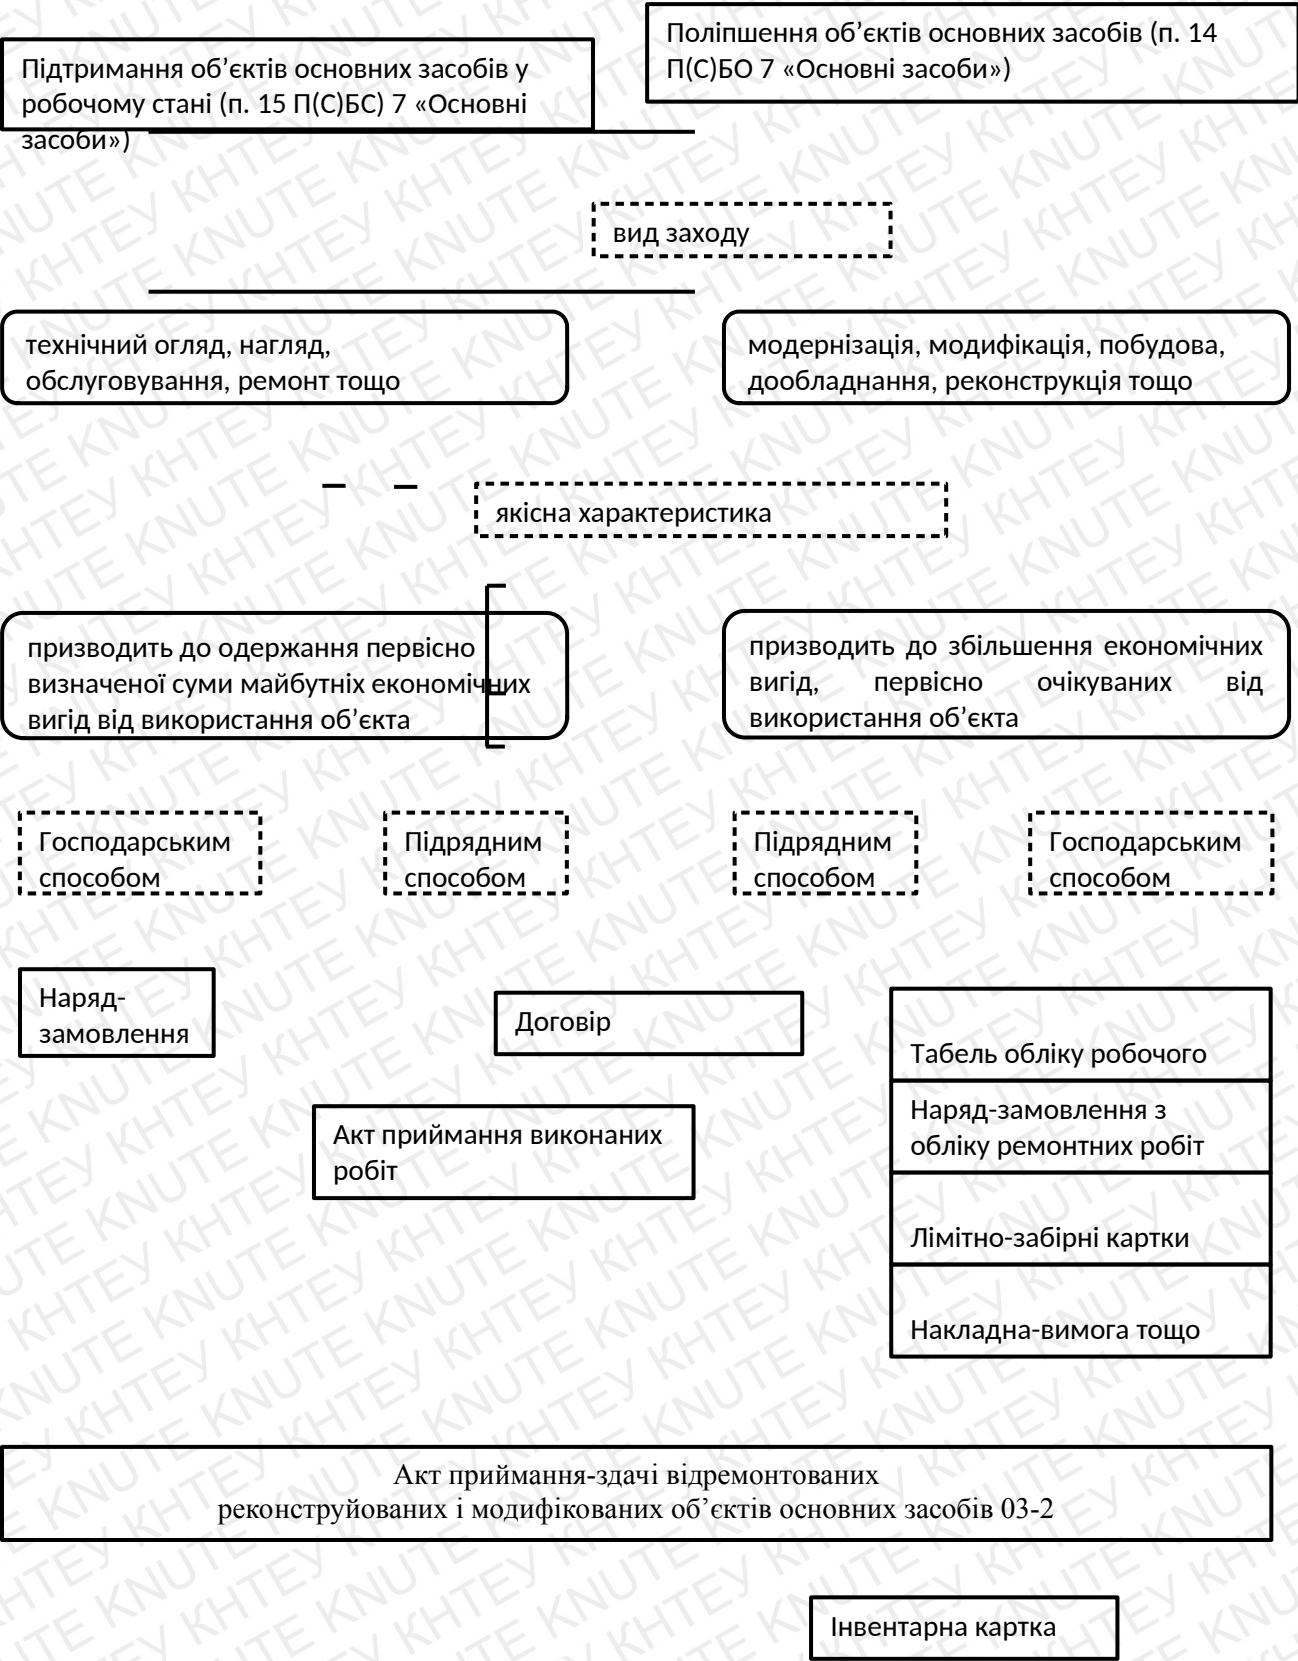 Поліпшення об’єктів основних засобів (п. 14
П(С)БО 7 «Основні засоби»)
Підтримання об’єктів основних засобів у
робочому стані (п. 15 П(С)БС) 7 «Основні
засоби»)
вид заходу
технічний огляд, нагляд,
обслуговування, ремонт тощо
модернізація, модифікація, побудова,
дообладнання, реконструкція тощо
якісна характеристика
призводить до одержання первісно
визначеної суми майбутніх економічних
вигід від використання об’єкта
призводить до збільшення економічних
вигід, первісно очікуваних від
використання об’єкта
Господарським
способом
Підрядним
способом
Підрядним
способом
Господарським
способом
Наряд-
замовлення
Договір
Табель обліку робочого
Наряд-замовлення з
обліку ремонтних робіт
Акт приймання виконаних
робіт
Лімітно-забірні картки
Накладна-вимога тощо
Акт приймання-здачі відремонтованих
реконструйованих і модифікованих об’єктів основних засобів 03-2
Інвентарна картка